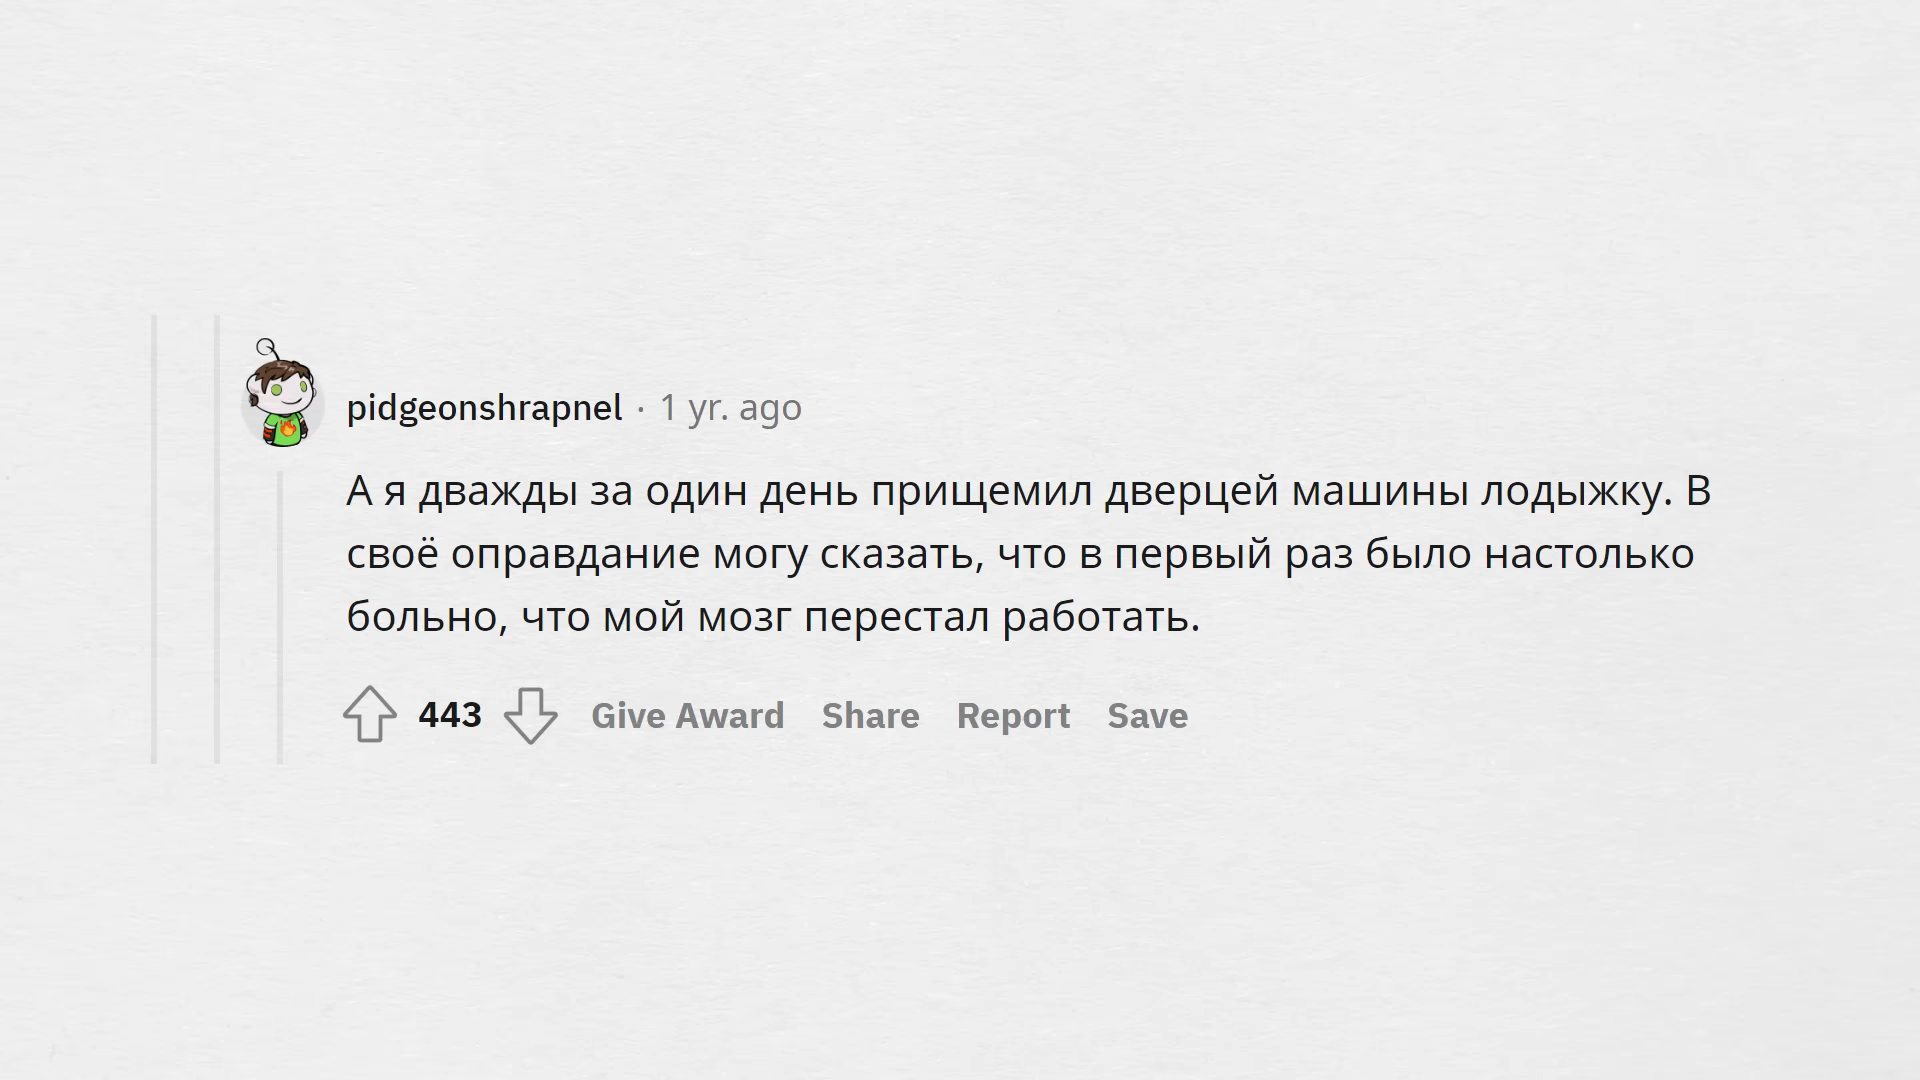 pidgeonshrapnel · 1 yr. ago
А я дважды за один день прищемил дверцей машины лодыжку. В
своё оправдание могу сказать, что в первый раз было настолько
больно, что мой мозг перестал работать.
443 Give Award Share Report Save